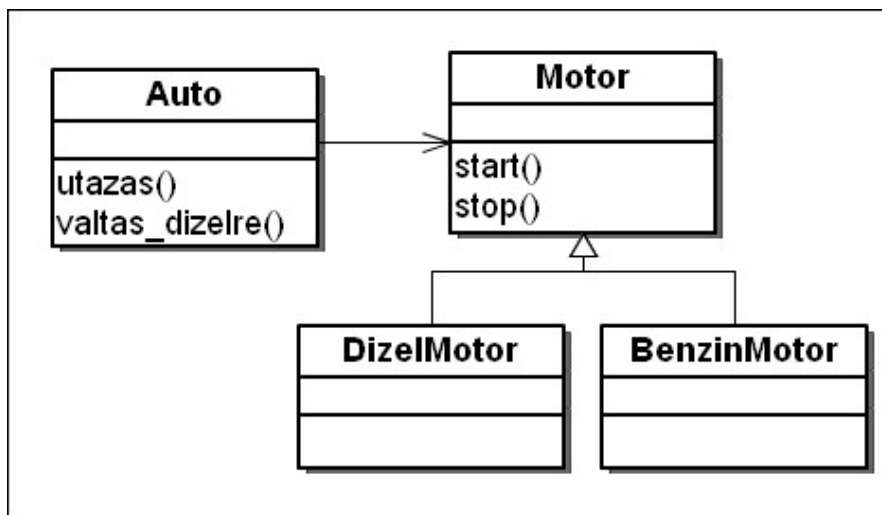 Auto
utazas()
valtas_dizelre()
Motor
start()
stop()
DizelMotor
BenzinMotor